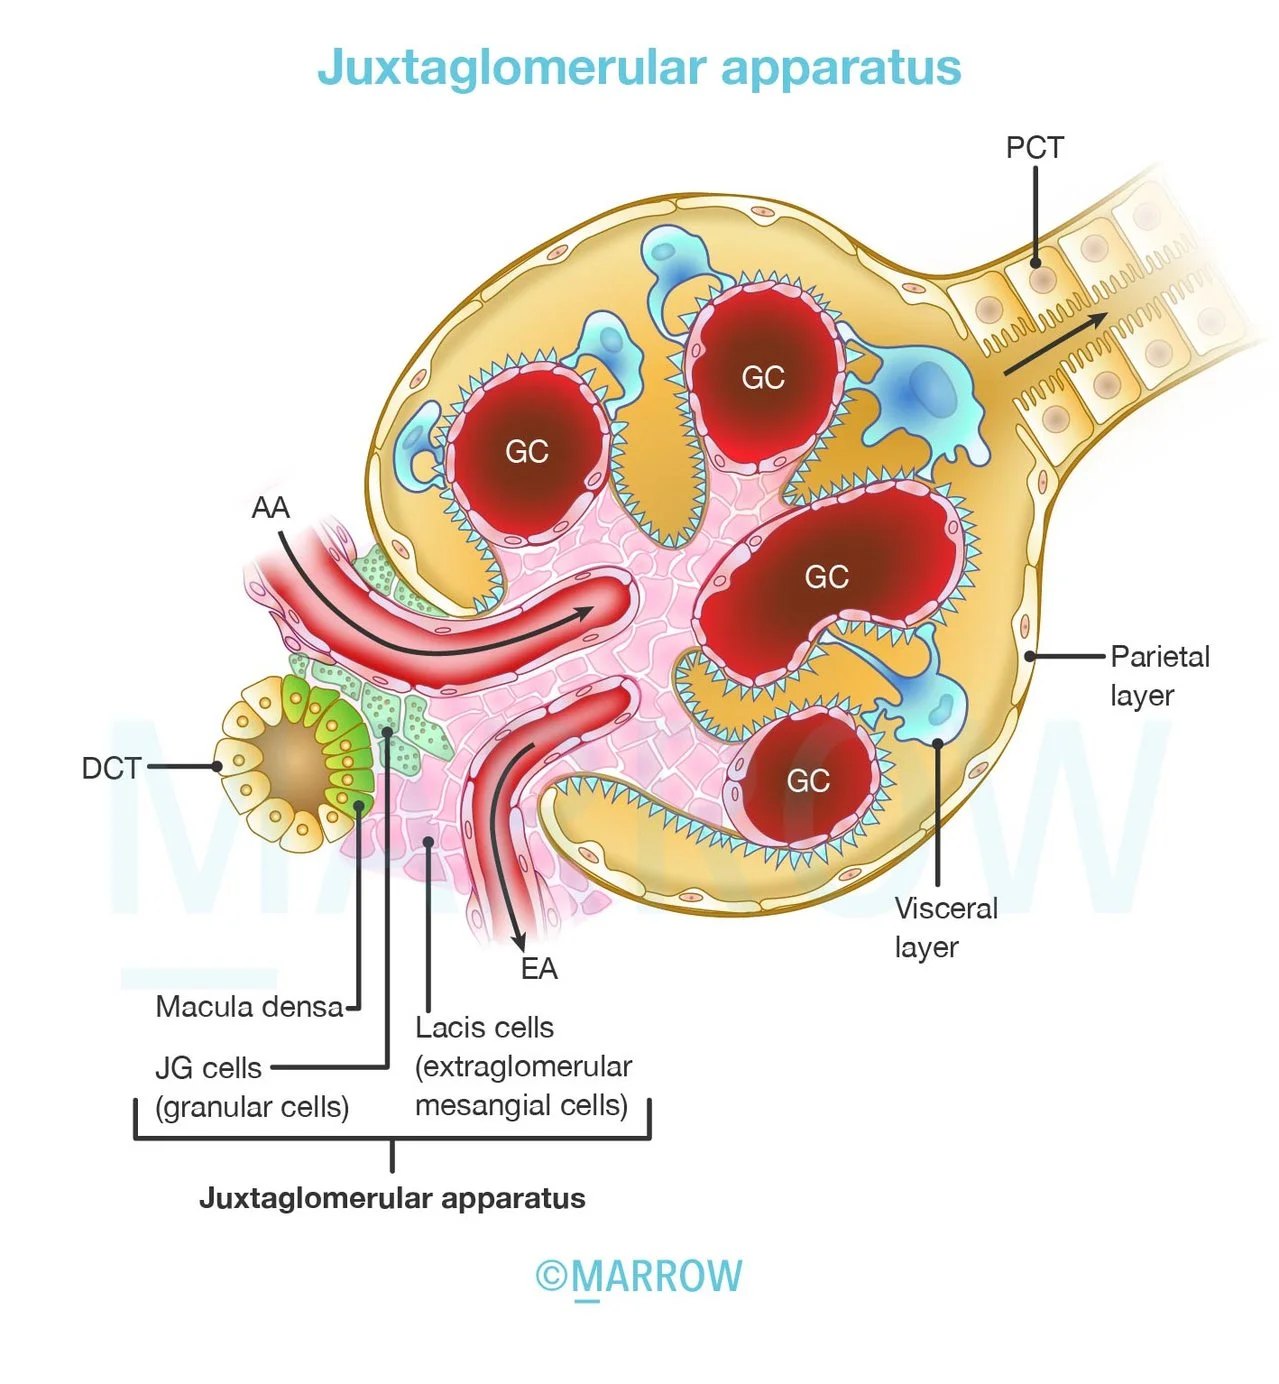 Juxtaglomerular apparatus
PCT
GC
GC
AA
GC
Parietal
layer
DCT
GC
Visceral
layer
EA
Macula densa
Lacis cells
(extraglomerular
mesangial cells)
JG cells
(granular cells)
Juxtaglomerular apparatus
©MARROW
MARROW